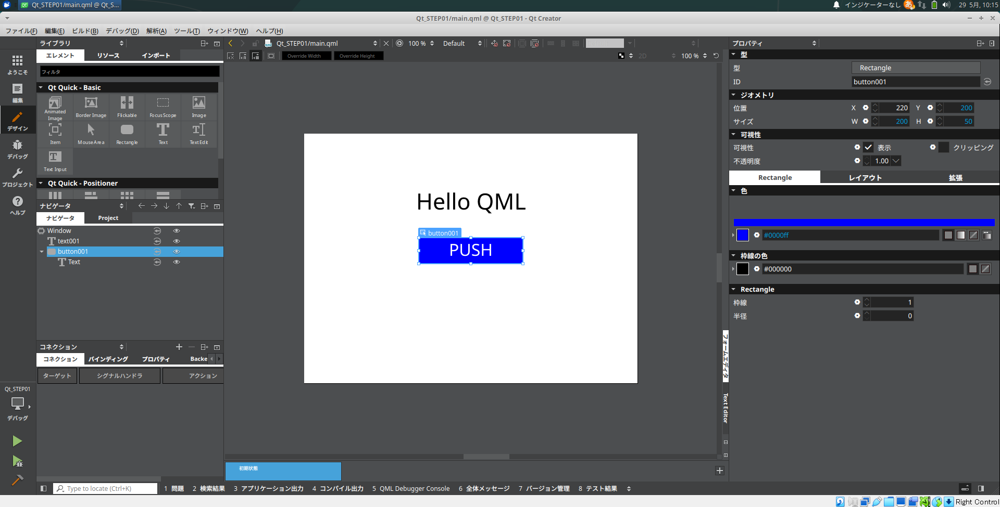 Qt_STEP01/main.qml @ Qt_S...
インジケーターなし
あ
29 5月, 10:15
Qt_STEP01/main.qml @ Qt_STEP01 - Qt Creator
ファイル(F) 編集(E) ビルド(B) デバッグ(D) 解析(A) ツール(T) ウィンドウ(W) ヘルプ(H)
ようこそ
編集
デザイン
デバッグ
プロジェクト
ヘルプ
Qt_STEP01
デバッグ
ライブラリ
エレメント リソース インポート
フィルタ
Qt Quick - Basic
Animated Image
Border Image
Flickable
Focus Scope
Image
Item
Mouse Area
Rectangle
Text
Text Edit
Text Input
Qt Quick - Positioner
ナビゲータ
ナビゲータ Project
Window
text001
button001
Text
コネクション
コネクション バインディング プロパティ Backe
ターゲット シグナルハンドラ アクション
Qt_STEP01/main.qml
100 %
Default
Override Width
Override Height
2D
100 %
Hello QML
button001
PUSH
フォームエディタ
Text Editor
初期状態
プロパティ
型
型 Rectangle
ID button001
ジオメトリ
位置 X 220 Y 200
サイズ W 200 H 50
可視性
可視性 表示 クリッピング
不透明度 1.00
Rectangle レイアウト 拡張
色
#0000ff
枠線の色
#000000
Rectangle
枠線 1
半径 0
Type to locate (Ctrl+K)
1 問題 2 検索結果 3 アプリケーション出力 4 コンパイル出力 5 QML Debugger Console 6 全体メッセージ 7 バージョン管理 8 テスト結果
Right Control